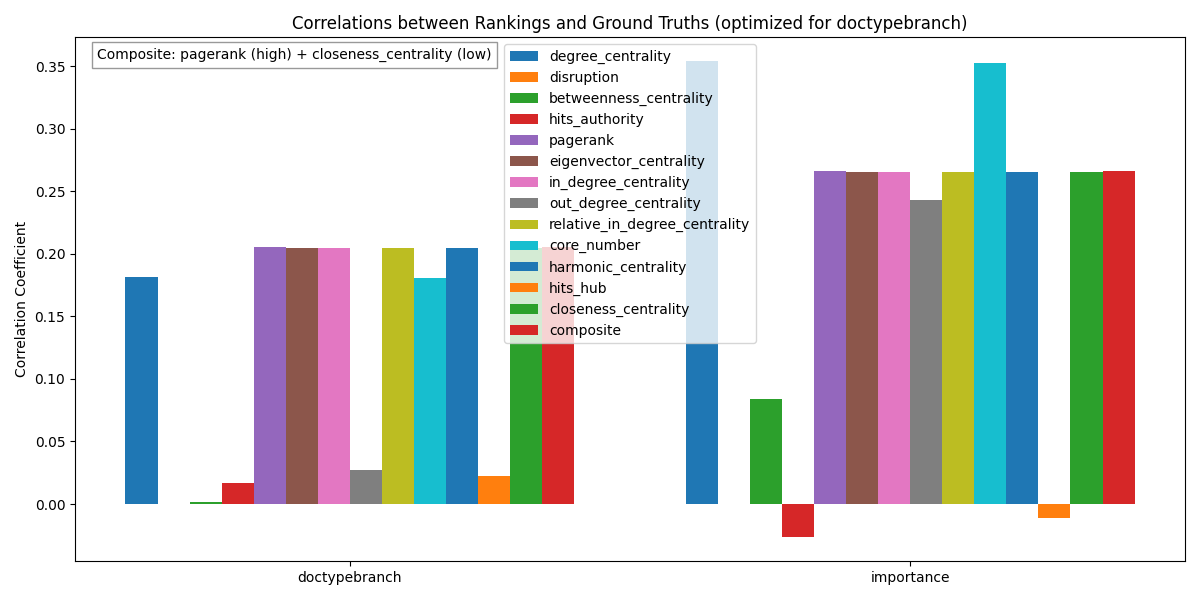 Correlations between Rankings and Ground Truths (optimized for doctypebranch)
Composite: pagerank (high) + closeness_centrality (low)
degree_centrality
disruption
betweenness_centrality
hits_authority
pagerank
eigenvector_centrality
in_degree_centrality
out_degree_centrality
relative_in_degree_centrality
core_number
harmonic_centrality
hits_hub
closeness_centrality
composite
Correlation Coefficient
0.35
0.30
0.25
0.20
0.15
0.10
0.05
0.00
doctypebranch
importance